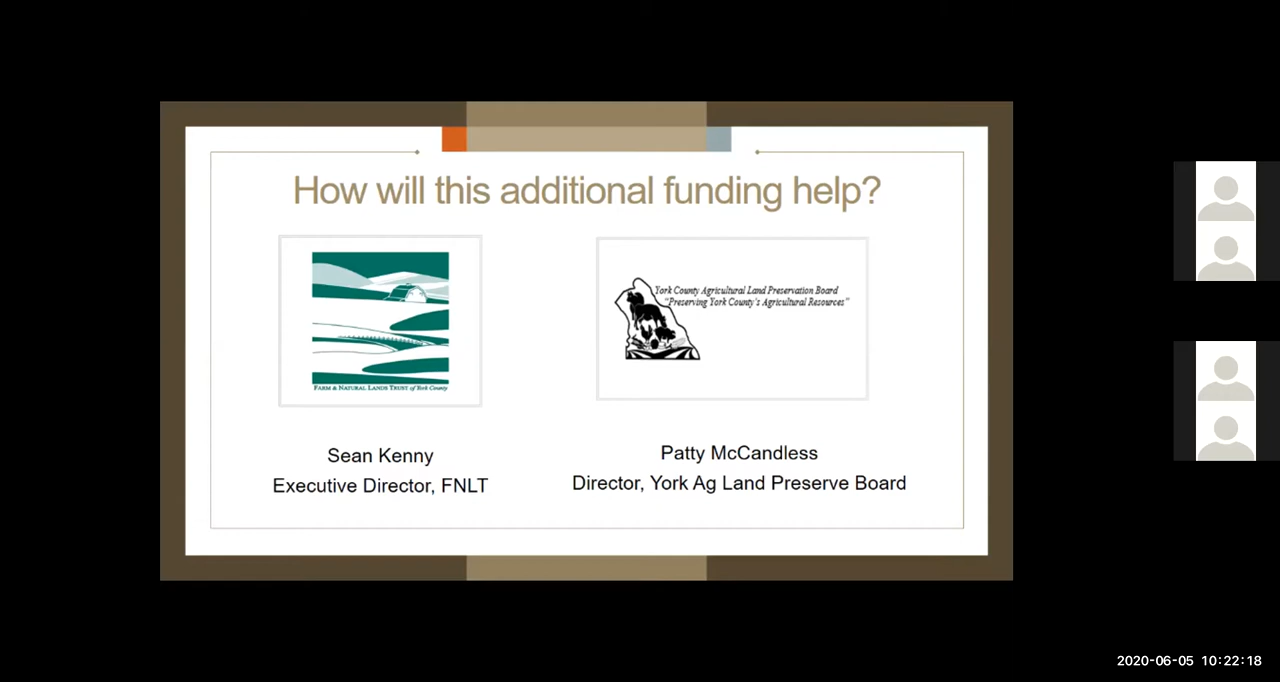 How will this additional funding help?
York County Agricultural Land Preservation Board
"Preserving York County's Agricultural Resources"
FARM & NATURAL LANDS TRUST of York County
Sean Kenny
Executive Director, FNLT
Patty McCandless
Director, York Ag Land Preserve Board
2020-06-05 10:22:18